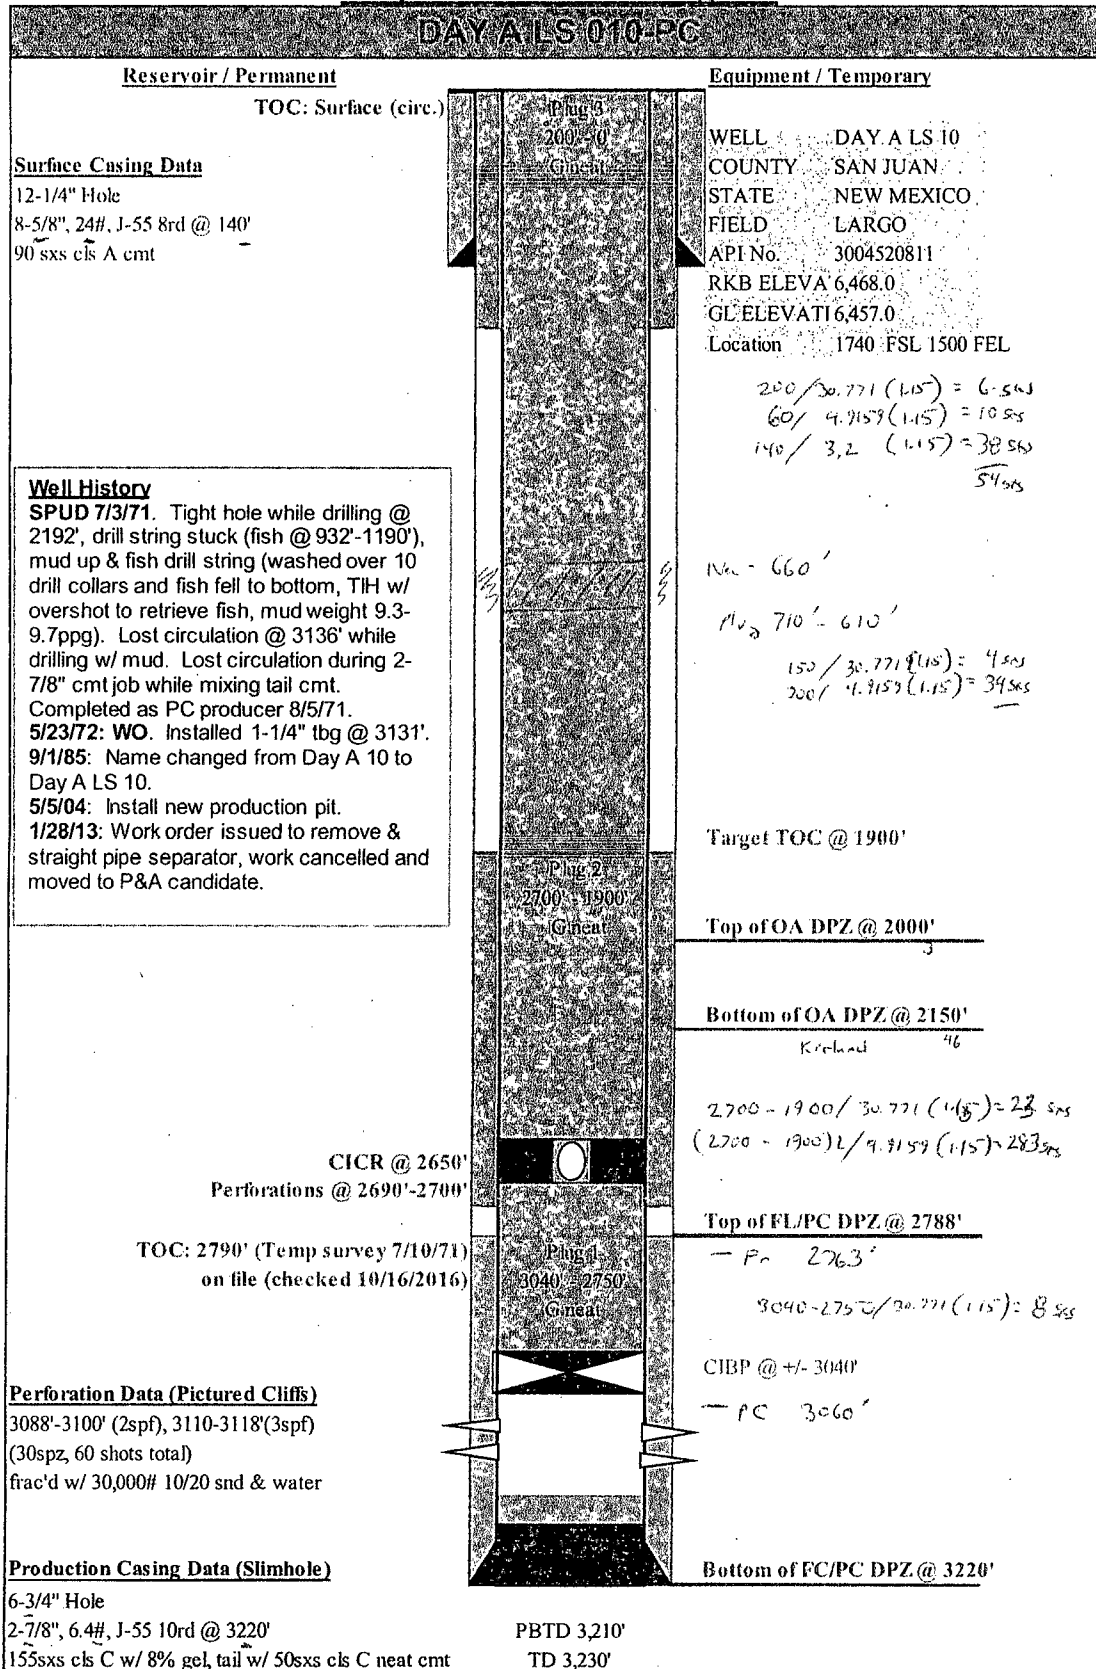 DAY A LS 010-PC
Reservoir / Permanent
TOC: Surface (circ.)
Surface Casing Data
12-1/4" Hole
8-5/8", 24#, J-55 8rd @ 140'
90 sxs cls A cmt
Well History
SPUD 7/3/71. Tight hole while drilling @
2192', drill string stuck (fish @ 932'-1190'),
mud up & fish drill string (washed over 10
drill collars and fish fell to bottom, TIH w/
overshot to retrieve fish, mud weight 9.3-
9.7ppg). Lost circulation @ 3136' while
drilling w/ mud. Lost circulation during 2-
7/8" cmt job while mixing tail cmt.
Completed as PC producer 8/5/71.
5/23/72: WO. Installed 1-1/4" tbg @ 3131'.
9/1/85: Name changed from Day A 10 to
Day A LS 10.
5/5/04: Install new production pit.
1/28/13: Work order issued to remove &
straight pipe separator, work cancelled and
moved to P&A candidate.
CICR @ 2650'
Perforations @ 2690'-2700'
TOC: 2790' (Temp survey 7/10/71)
on file (checked 10/16/2016)
Perforation Data (Pictured Cliffs)
3088'-3100' (2spf), 3110-3118'(3spf)
(30spz, 60 shots total)
frac'd w/ 30,000# 10/20 snd & water
Production Casing Data (Slimhole)
6-3/4" Hole
2-7/8", 6.4#, J-55 10rd @ 3220'
155sxs cls C w/ 8% gel, tail w/ 50sxs cls C neat cmt
Plug 3
200' - 0'
G neat
Plug 2
2700' - 1900'
G neat
Plug 1
3040' - 2750'
G neat
PBTD 3,210'
TD 3,230'
Equipment / Temporary
WELL DAY A LS 10
COUNTY SAN JUAN
STATE NEW MEXICO
FIELD LARGO
API No. 3004520811
RKB ELEVA 6,468.0
GL ELEVATI 6,457.0
Location 1740 FSL 1500 FEL
200/30.771 (1.15) = 6 sxs
60/ 4.9159 (1.15) = 10 sxs
140/ 3.2 (1.15) = 38 sxs
54 sxs
660'
710' - 610'
150/30.771 (1.15) = 4 sxs
200/ 4.9159 (1.15) = 39 sxs
Target TOC @ 1900'
Top of OA DPZ @ 2000'
Bottom of OA DPZ @ 2150'
Kirtland 46
2700 - 1900/ 30.771 (1.15) = 23 sxs
(2700 - 1900)2/ 4.9159 (1.15) = 283 sxs
Top of FL/PC DPZ @ 2788'
2763'
3040-2750/30.771 (1.15) = 8 sxs
CIBP @ +/- 3040'
- PC 3060'
Bottom of FC/PC DPZ @ 3220'